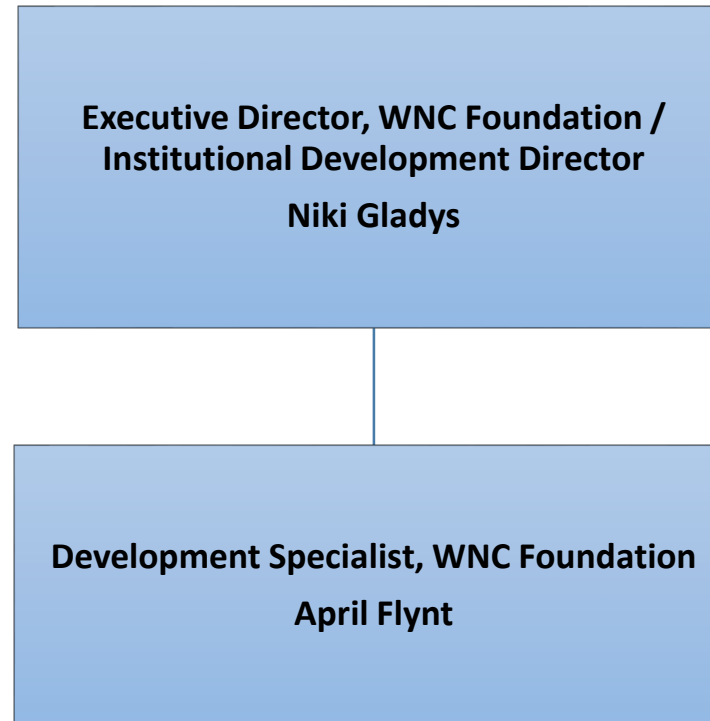 Executive Director, WNC Foundation /
Institutional Development Director
Niki Gladys
Development Specialist, WNC Foundation
April Flynt